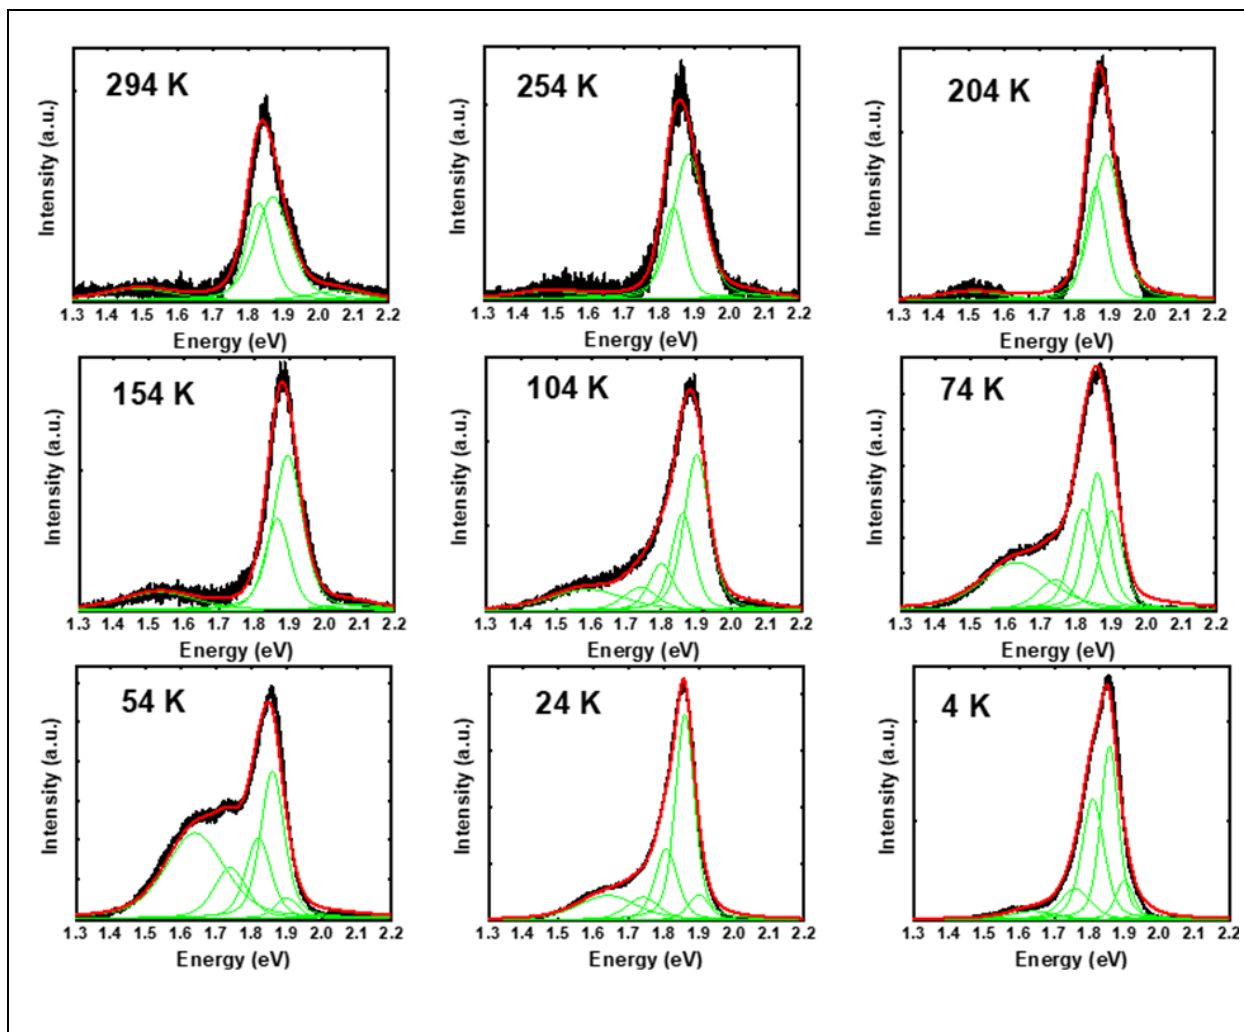 294 K
Intensity (a.u.)
1.3 1.4 1.5 1.6 1.7 1.8 1.9 2.0 2.1 2.2
Energy (eV)
254 K
Intensity (a.u.)
1.3 1.4 1.5 1.6 1.7 1.8 1.9 2.0 2.1 2.2
Energy (eV)
204 K
Intensity (a.u.)
1.3 1.4 1.5 1.6 1.7 1.8 1.9 2.0 2.1 2.2
Energy (eV)
154 K
Intensity (a.u.)
1.3 1.4 1.5 1.6 1.7 1.8 1.9 2.0 2.1 2.2
Energy (eV)
104 K
Intensity (a.u.)
1.3 1.4 1.5 1.6 1.7 1.8 1.9 2.0 2.1 2.2
Energy (eV)
74 K
Intensity (a.u.)
1.3 1.4 1.5 1.6 1.7 1.8 1.9 2.0 2.1 2.2
Energy (eV)
54 K
Intensity (a.u.)
1.3 1.4 1.5 1.6 1.7 1.8 1.9 2.0 2.1 2.2
Energy (eV)
24 K
Intensity (a.u.)
1.3 1.4 1.5 1.6 1.7 1.8 1.9 2.0 2.1 2.2
Energy (eV)
4 K
Intensity (a.u.)
1.3 1.4 1.5 1.6 1.7 1.8 1.9 2.0 2.1 2.2
Energy (eV)